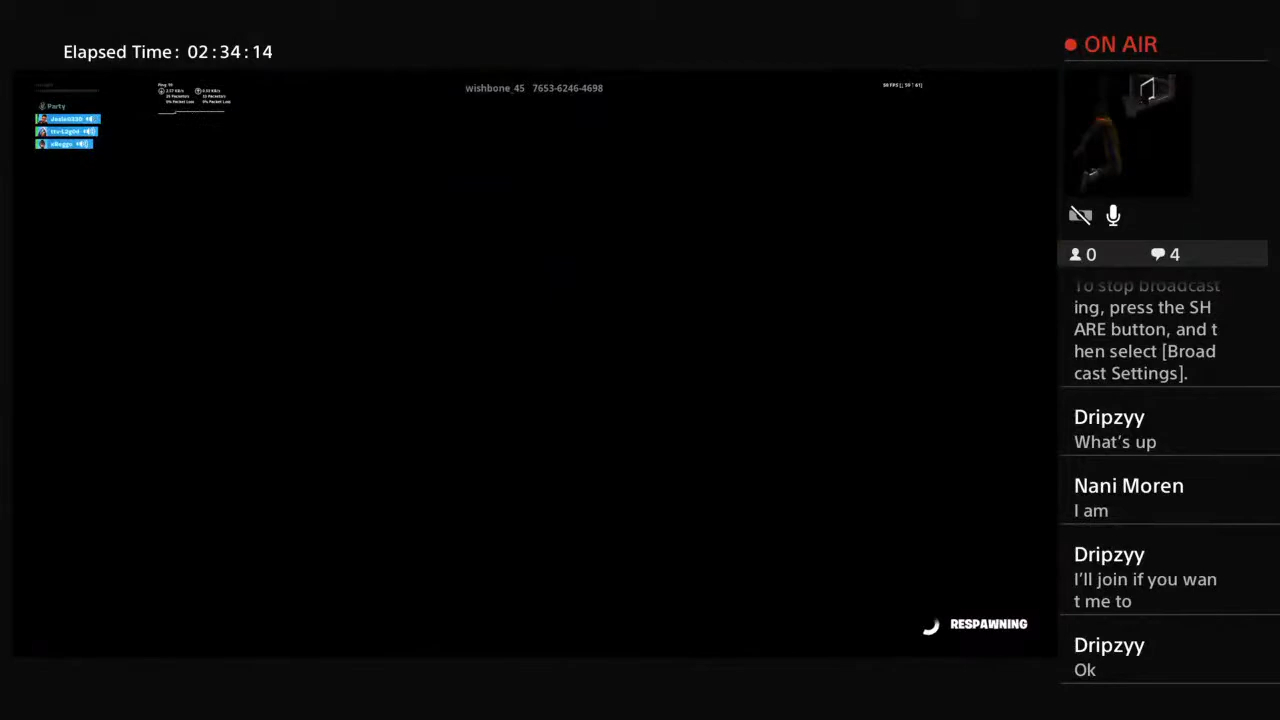 Elapsed Time: 02:34:14
ON AIR
wishbone_45 7653-6246-4698
Party
0
4
To stop broadcast
ing, press the SH
ARE button, and t
hen select [Broad
cast Settings].
Dripzyy
What's up
Nani Moren
I am
Dripzyy
I'll join if you wan
t me to
Dripzyy
Ok
RESPAWNING